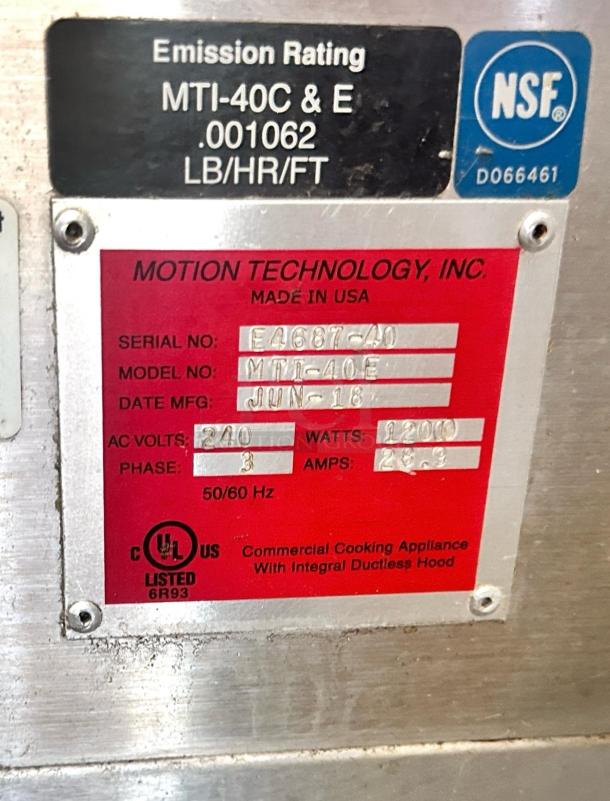 Emission Rating
MTI-40C & E
.001062
LB/HR/FT
NSF®
D066461
MOTION TECHNOLOGY, INC.
MADE IN USA
SERIAL NO: E4687-40
MODEL NO: MTI-40E
DATE MFG: JUN-18
AC VOLTS: 240 WATTS: 12000
PHASE: 3 AMPS: 28.9
50/60 Hz
C UL US
LISTED
6R93
Commercial Cooking Appliance
With Integral Ductless Hood